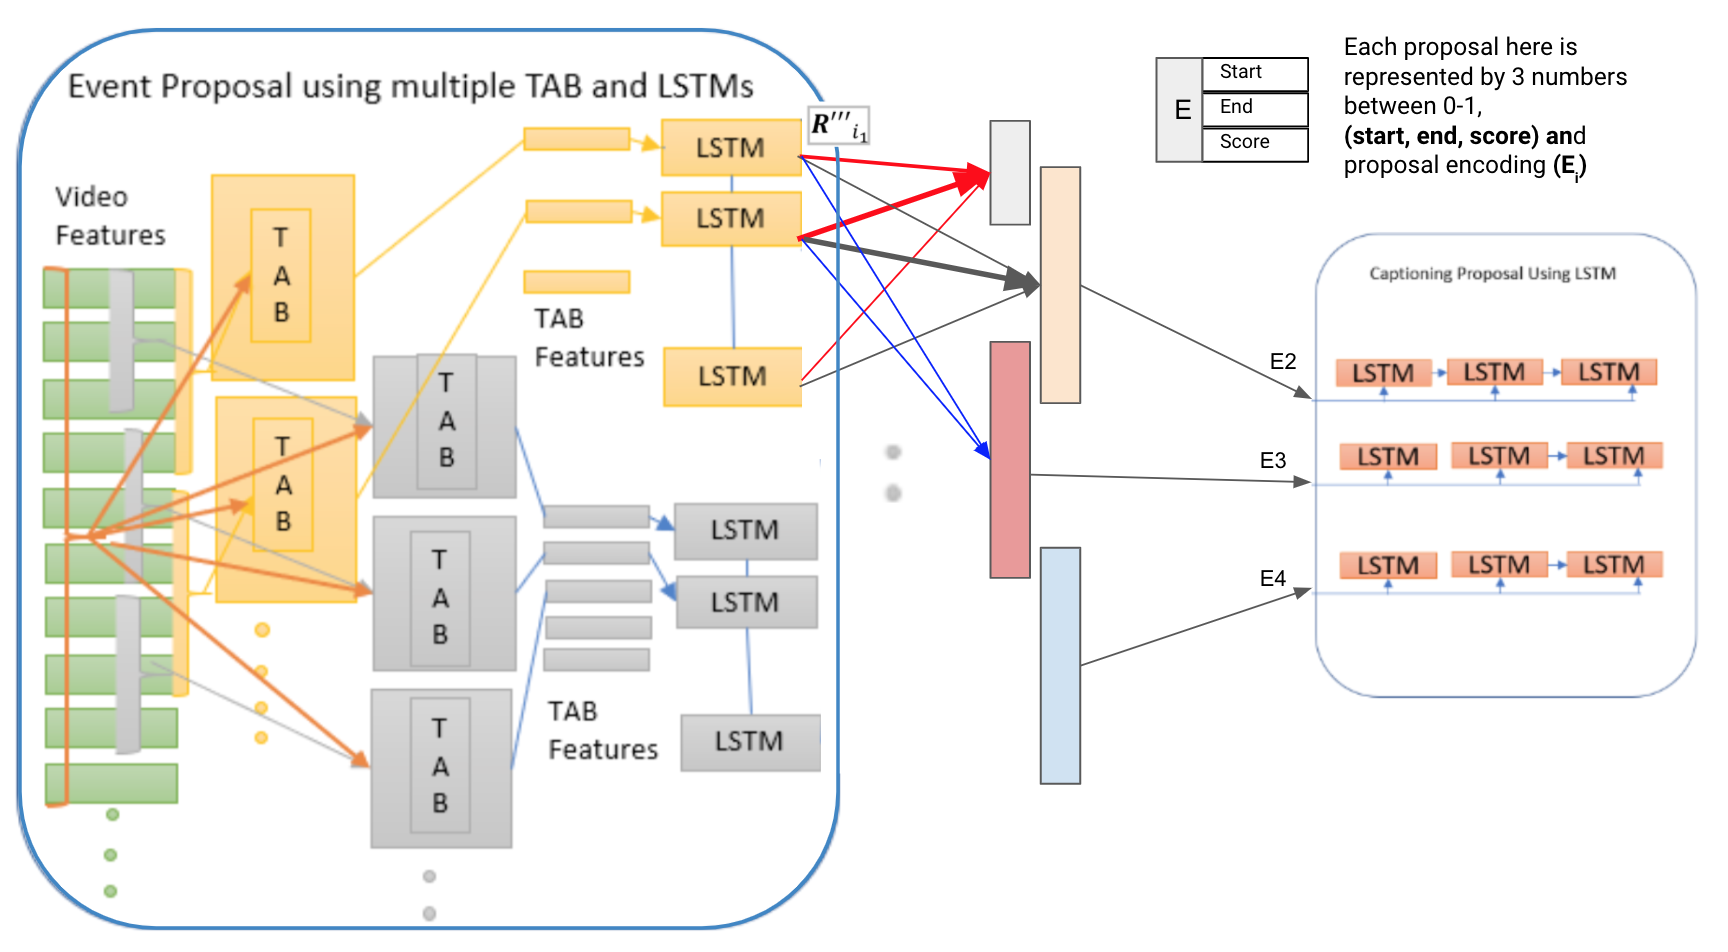 Event Proposal using multiple TAB and LSTMs
R'''i1
Video
Features
T
A
B
T
A
B
T
A
B
T
A
B
T
A
B
LSTM
LSTM
LSTM
TAB
Features
LSTM
LSTM
LSTM
TAB
Features
E
Start
End
Score
Each proposal here is
represented by 3 numbers
between 0-1,
(start, end, score) and
proposal encoding (Ei)
Captioning Proposal Using LSTM
E2
LSTM LSTM LSTM
E3
LSTM LSTM LSTM
E4
LSTM LSTM LSTM